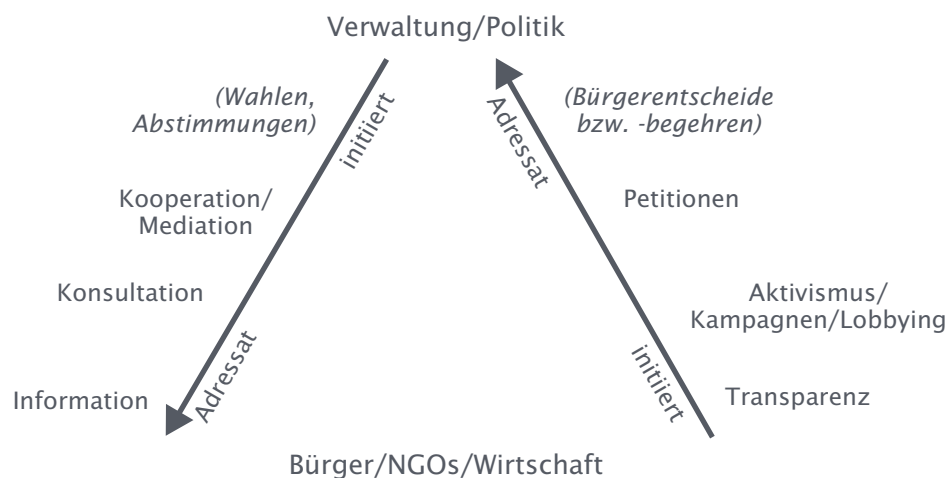 Verwaltung/Politik
(Wahlen,
Abstimmungen)
initiiert
Adressat
(Bürgerentscheide
bzw. -begehren)
Kooperation/
Mediation
Petitionen
Konsultation
Aktivismus/
Kampagnen/Lobbying
Adressat
initiiert
Information
Transparenz
Bürger/NGOs/Wirtschaft